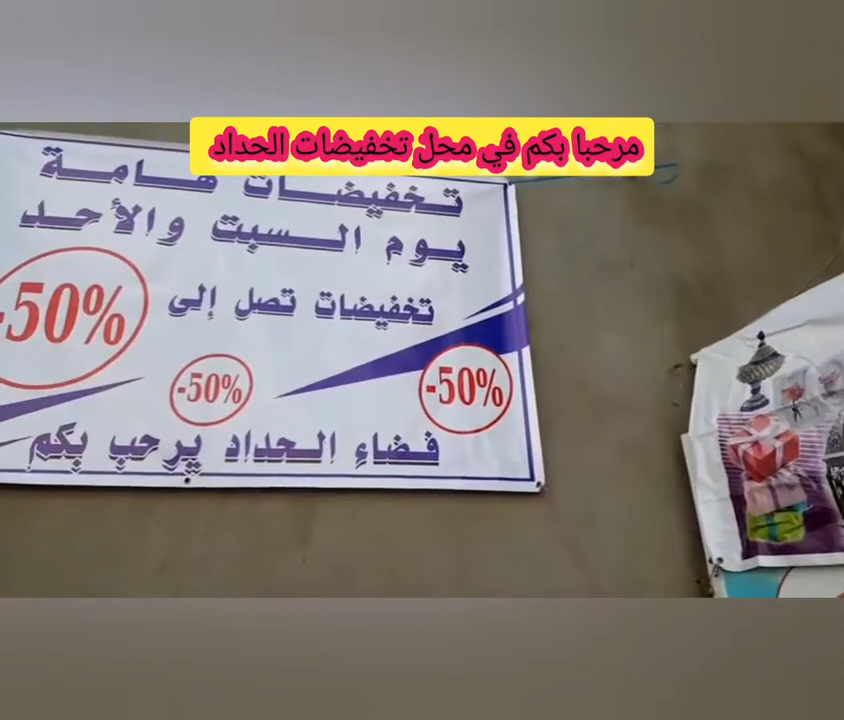 مرحبا بكم في محل تخفيضات الحداد
تخفيضات هامة
يوم السبت والأحد
تخفيضات تصل إلى
-50%
-50%
-50%
فضاء الحداد يرحب بكم